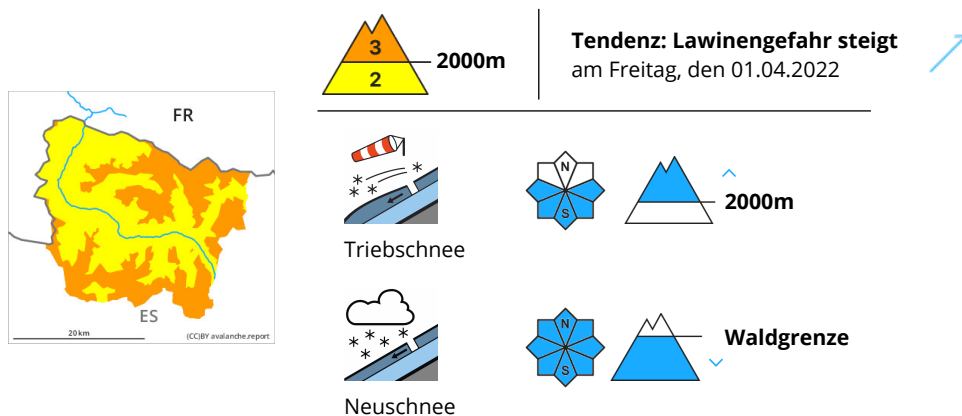 3
2
2000m
Tendenz: Lawinengefahr steigt
am Freitag, den 01.04.2022
FR
ES
20 km
(CC)BY avalanche.report
N
S
2000m
Triebschnee
N
S
Waldgrenze
Neuschnee